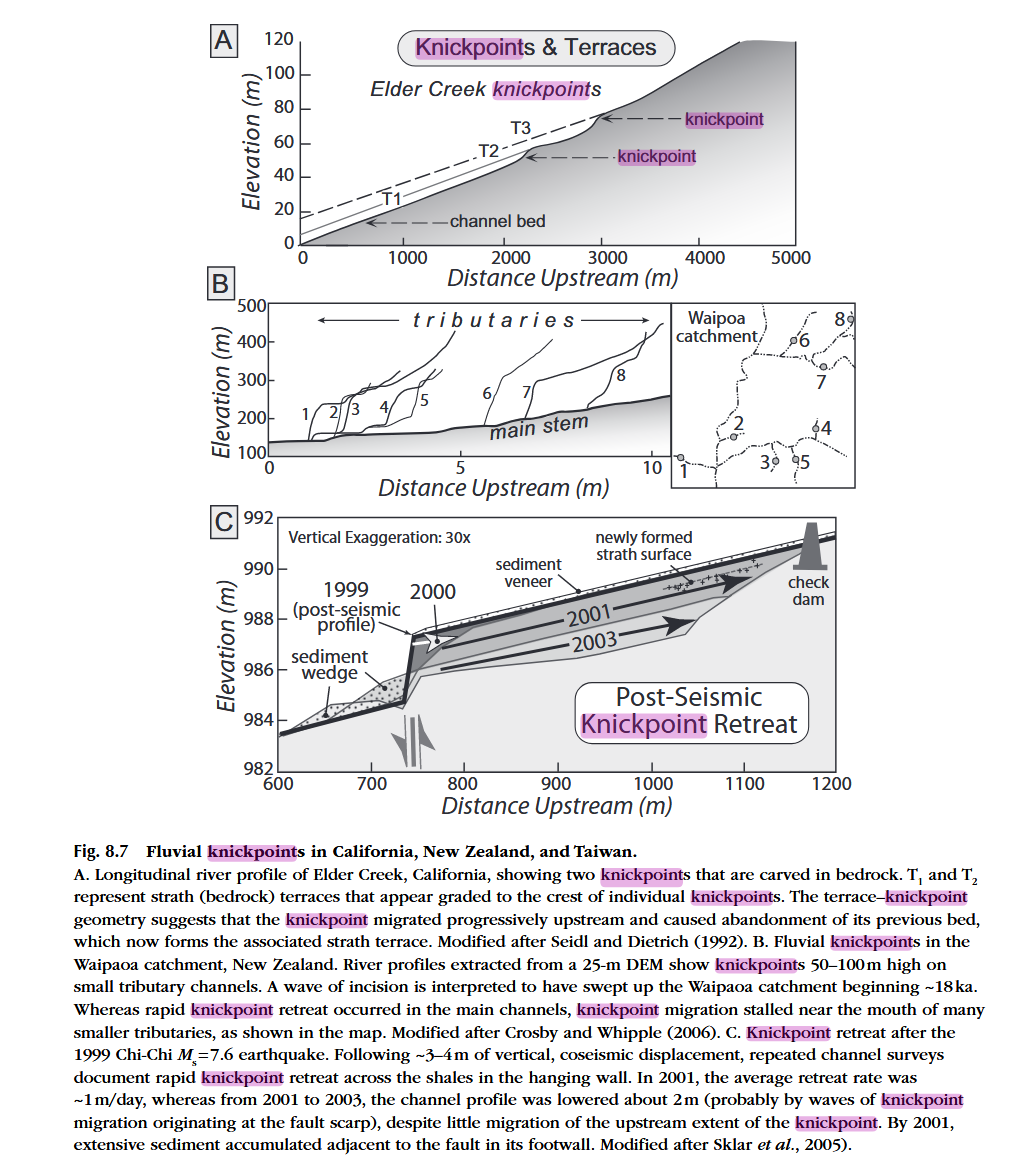 A
Knickpoints & Terraces
Elder Creek knickpoints
Elevation (m)
120
100
80
60
40
20
0
T3
T2
T1
knickpoint
knickpoint
channel bed
0 1000 2000 3000 4000 5000
Distance Upstream (m)
B
Elevation (m)
500
400
300
200
100
tributaries
1 2 3 4 5 6 7 8
main stem
0 5 10
Distance Upstream (m)
Waipoa
catchment
8
6
7
2
4
1
3
5
C
Elevation (m)
992
990
988
986
984
982
Vertical Exaggeration: 30x
newly formed
strath surface
sediment
veneer
1999
(post-seismic
profile)
2000
check
dam
2001
2003
sediment
wedge
Post-Seismic
Knickpoint Retreat
600 700 800 900 1000 1100 1200
Distance Upstream (m)
Fig. 8.7 Fluvial knickpoints in California, New Zealand, and Taiwan.
A. Longitudinal river profile of Elder Creek, California, showing two knickpoints that are carved in bedrock. T1 and T2
represent strath (bedrock) terraces that appear graded to the crest of individual knickpoints. The terrace–knickpoint
geometry suggests that the knickpoint migrated progressively upstream and caused abandonment of its previous bed,
which now forms the associated strath terrace. Modified after Seidl and Dietrich (1992). B. Fluvial knickpoints in the
Waipaoa catchment, New Zealand. River profiles extracted from a 25-m DEM show knickpoints 50–100 m high on
small tributary channels. A wave of incision is interpreted to have swept up the Waipaoa catchment beginning ~18 ka.
Whereas rapid knickpoint retreat occurred in the main channels, knickpoint migration stalled near the mouth of many
smaller tributaries, as shown in the map. Modified after Crosby and Whipple (2006). C. Knickpoint retreat after the
1999 Chi-Chi Ms=7.6 earthquake. Following ~3–4 m of vertical, coseismic displacement, repeated channel surveys
document rapid knickpoint retreat across the shales in the hanging wall. In 2001, the average retreat rate was
~1 m/day, whereas from 2001 to 2003, the channel profile was lowered about 2 m (probably by waves of knickpoint
migration originating at the fault scarp), despite little migration of the upstream extent of the knickpoint. By 2001,
extensive sediment accumulated adjacent to the fault in its footwall. Modified after Sklar et al., 2005).